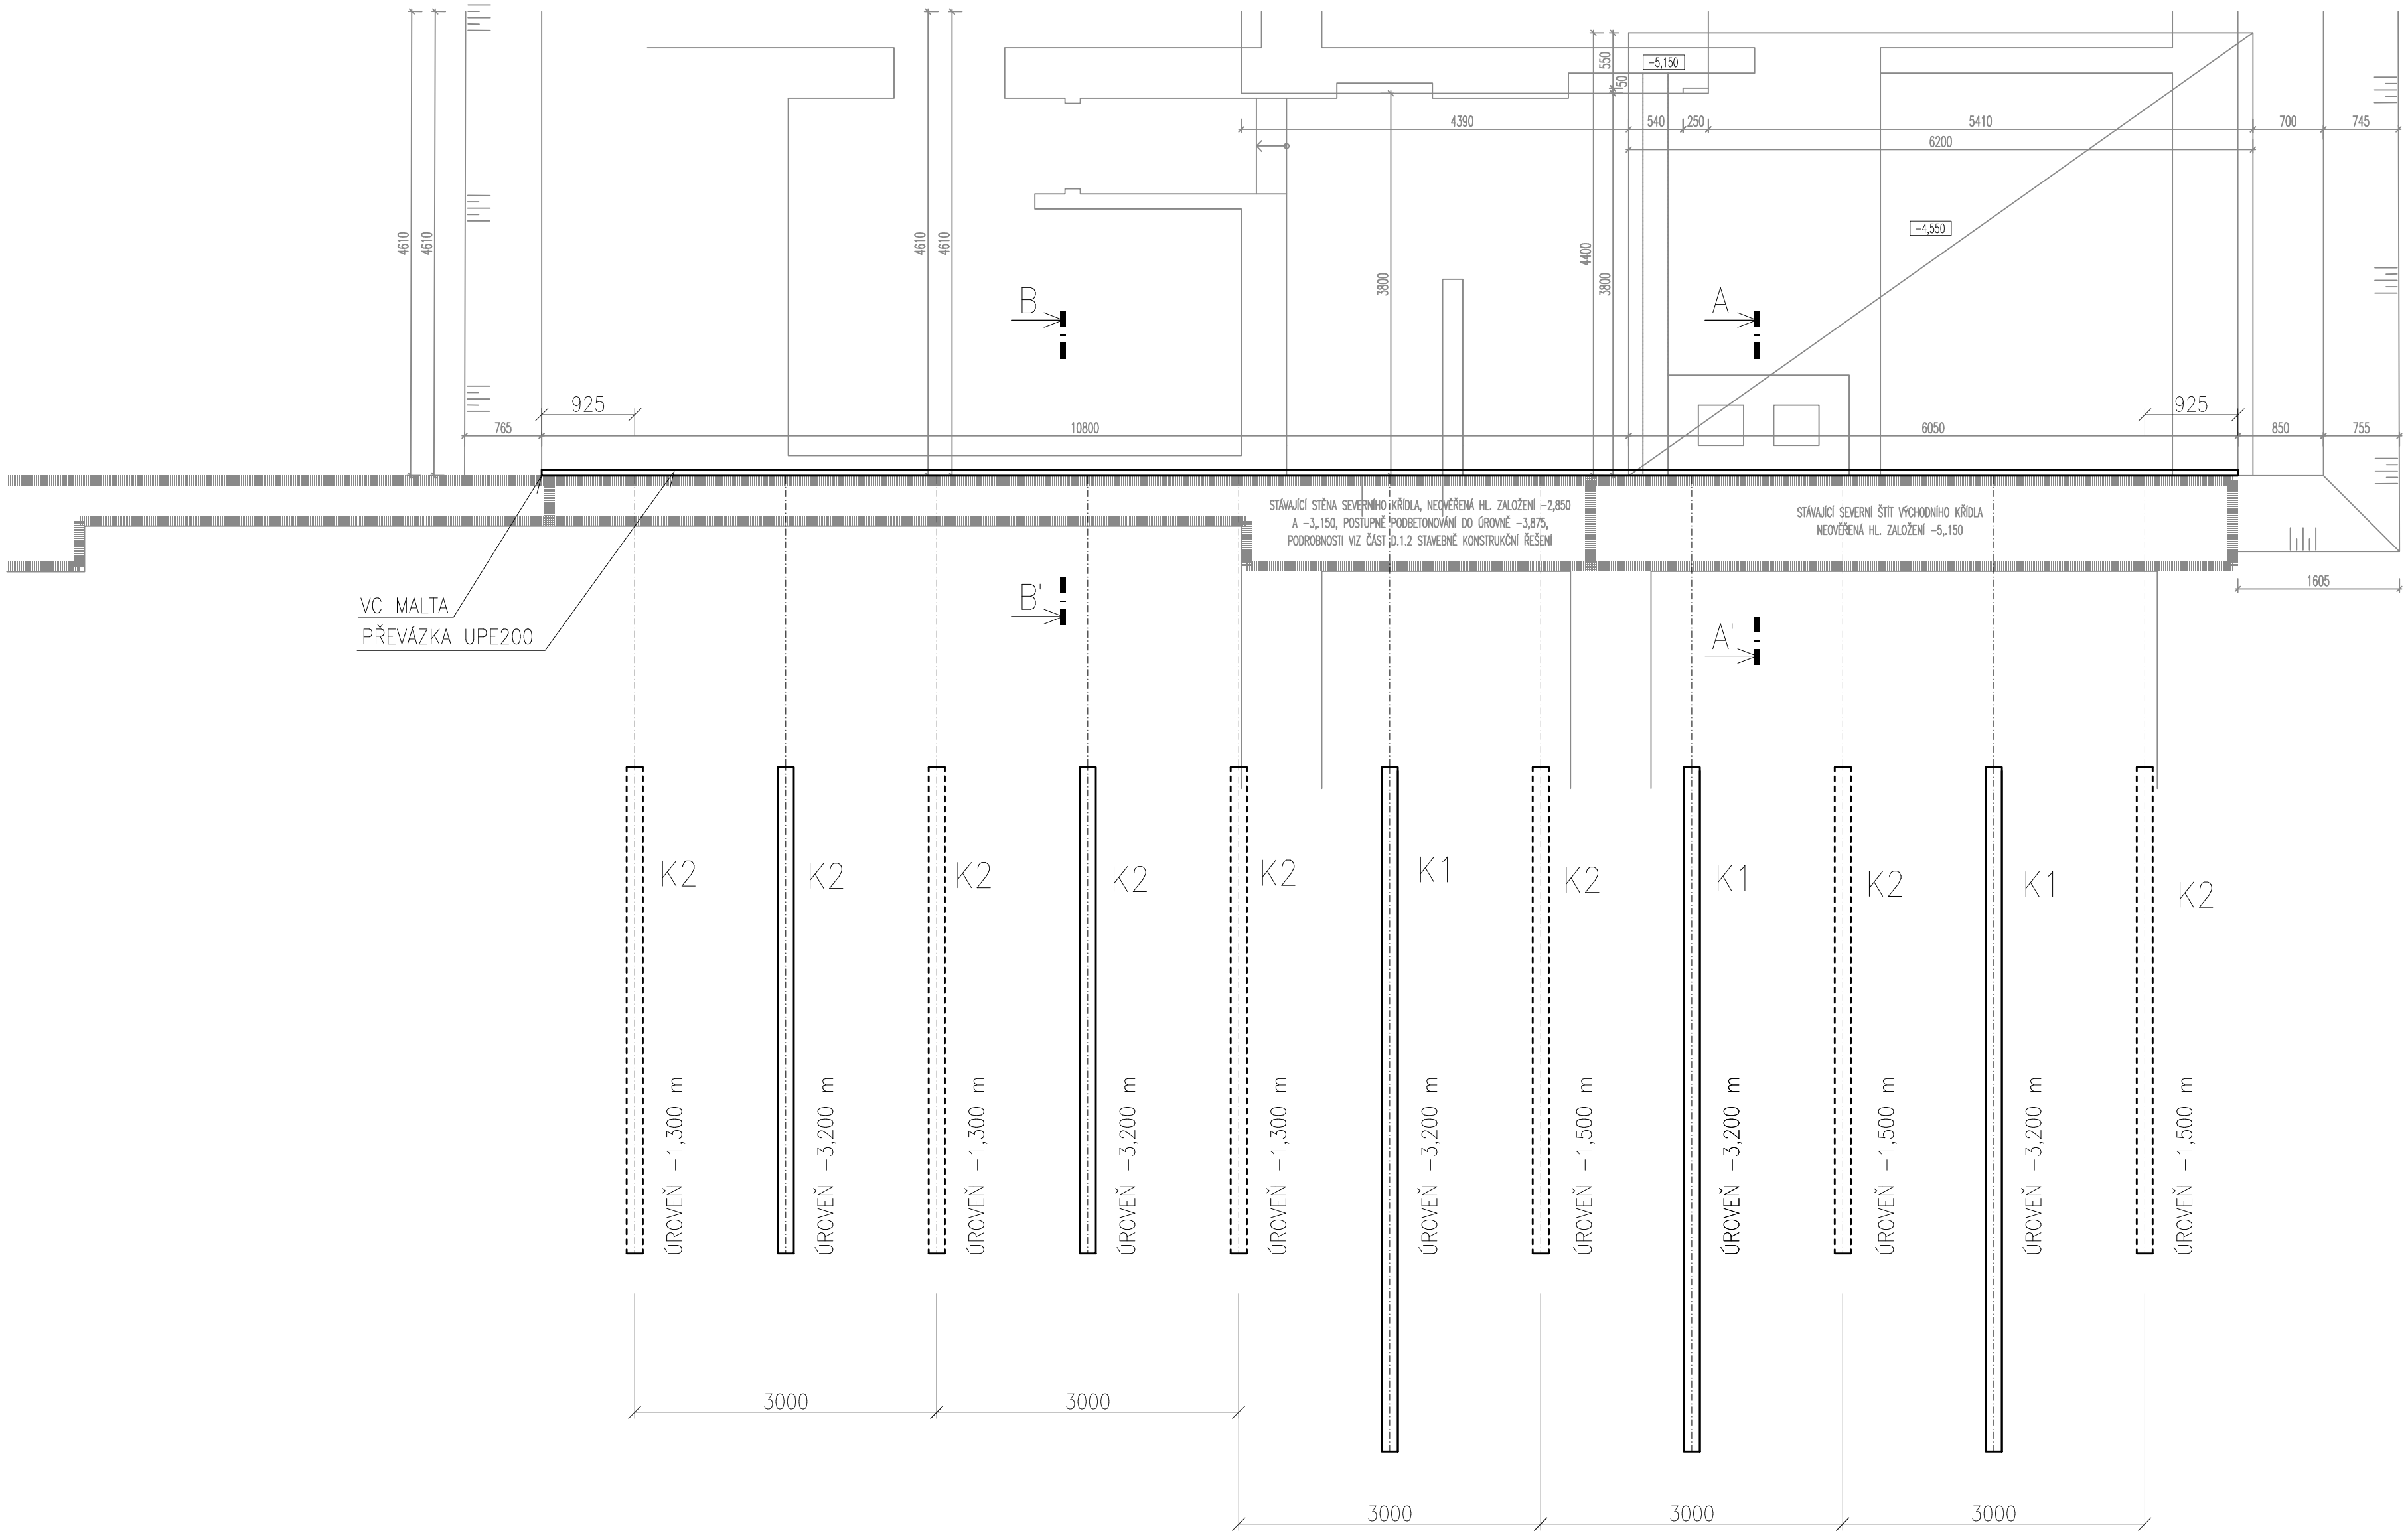 550
-5,150
50
4390
540
250
5410
700
745
6200
4610
4610
4610
4610
-4,550
4400
3800
3800
B
A
925
925
765
10800
6050
850
755
STÁVAJÍCÍ STĚNA SEVERNÍHO KŘÍDLA, NEOVĚŘENÁ HL. ZALOŽENÍ -2,850
A -3,.150, POSTUPNĚ PODBETONOVÁNÍ DO ÚROVNĚ -3,875,
PODROBNOSTI VIZ ČÁST D.1.2 STAVEBNĚ KONSTRUKČNÍ ŘEŠENÍ
STÁVAJÍCÍ SEVERNÍ ŠTÍT VÝCHODNÍHO KŘÍDLA
NEOVĚŘENÁ HL. ZALOŽENÍ -5,.150
1605
VC MALTA
PŘEVÁZKA UPE200
B'
A'
K2
K2
K2
K2
K2
K1
K2
K1
K2
K1
K2
ÚROVEŇ -1,300 m
ÚROVEŇ -3,200 m
ÚROVEŇ -1,300 m
ÚROVEŇ -3,200 m
ÚROVEŇ -1,300 m
ÚROVEŇ -3,200 m
ÚROVEŇ -1,500 m
ÚROVEŇ -3,200 m
ÚROVEŇ -1,500 m
ÚROVEŇ -3,200 m
ÚROVEŇ -1,500 m
3000
3000
3000
3000
3000